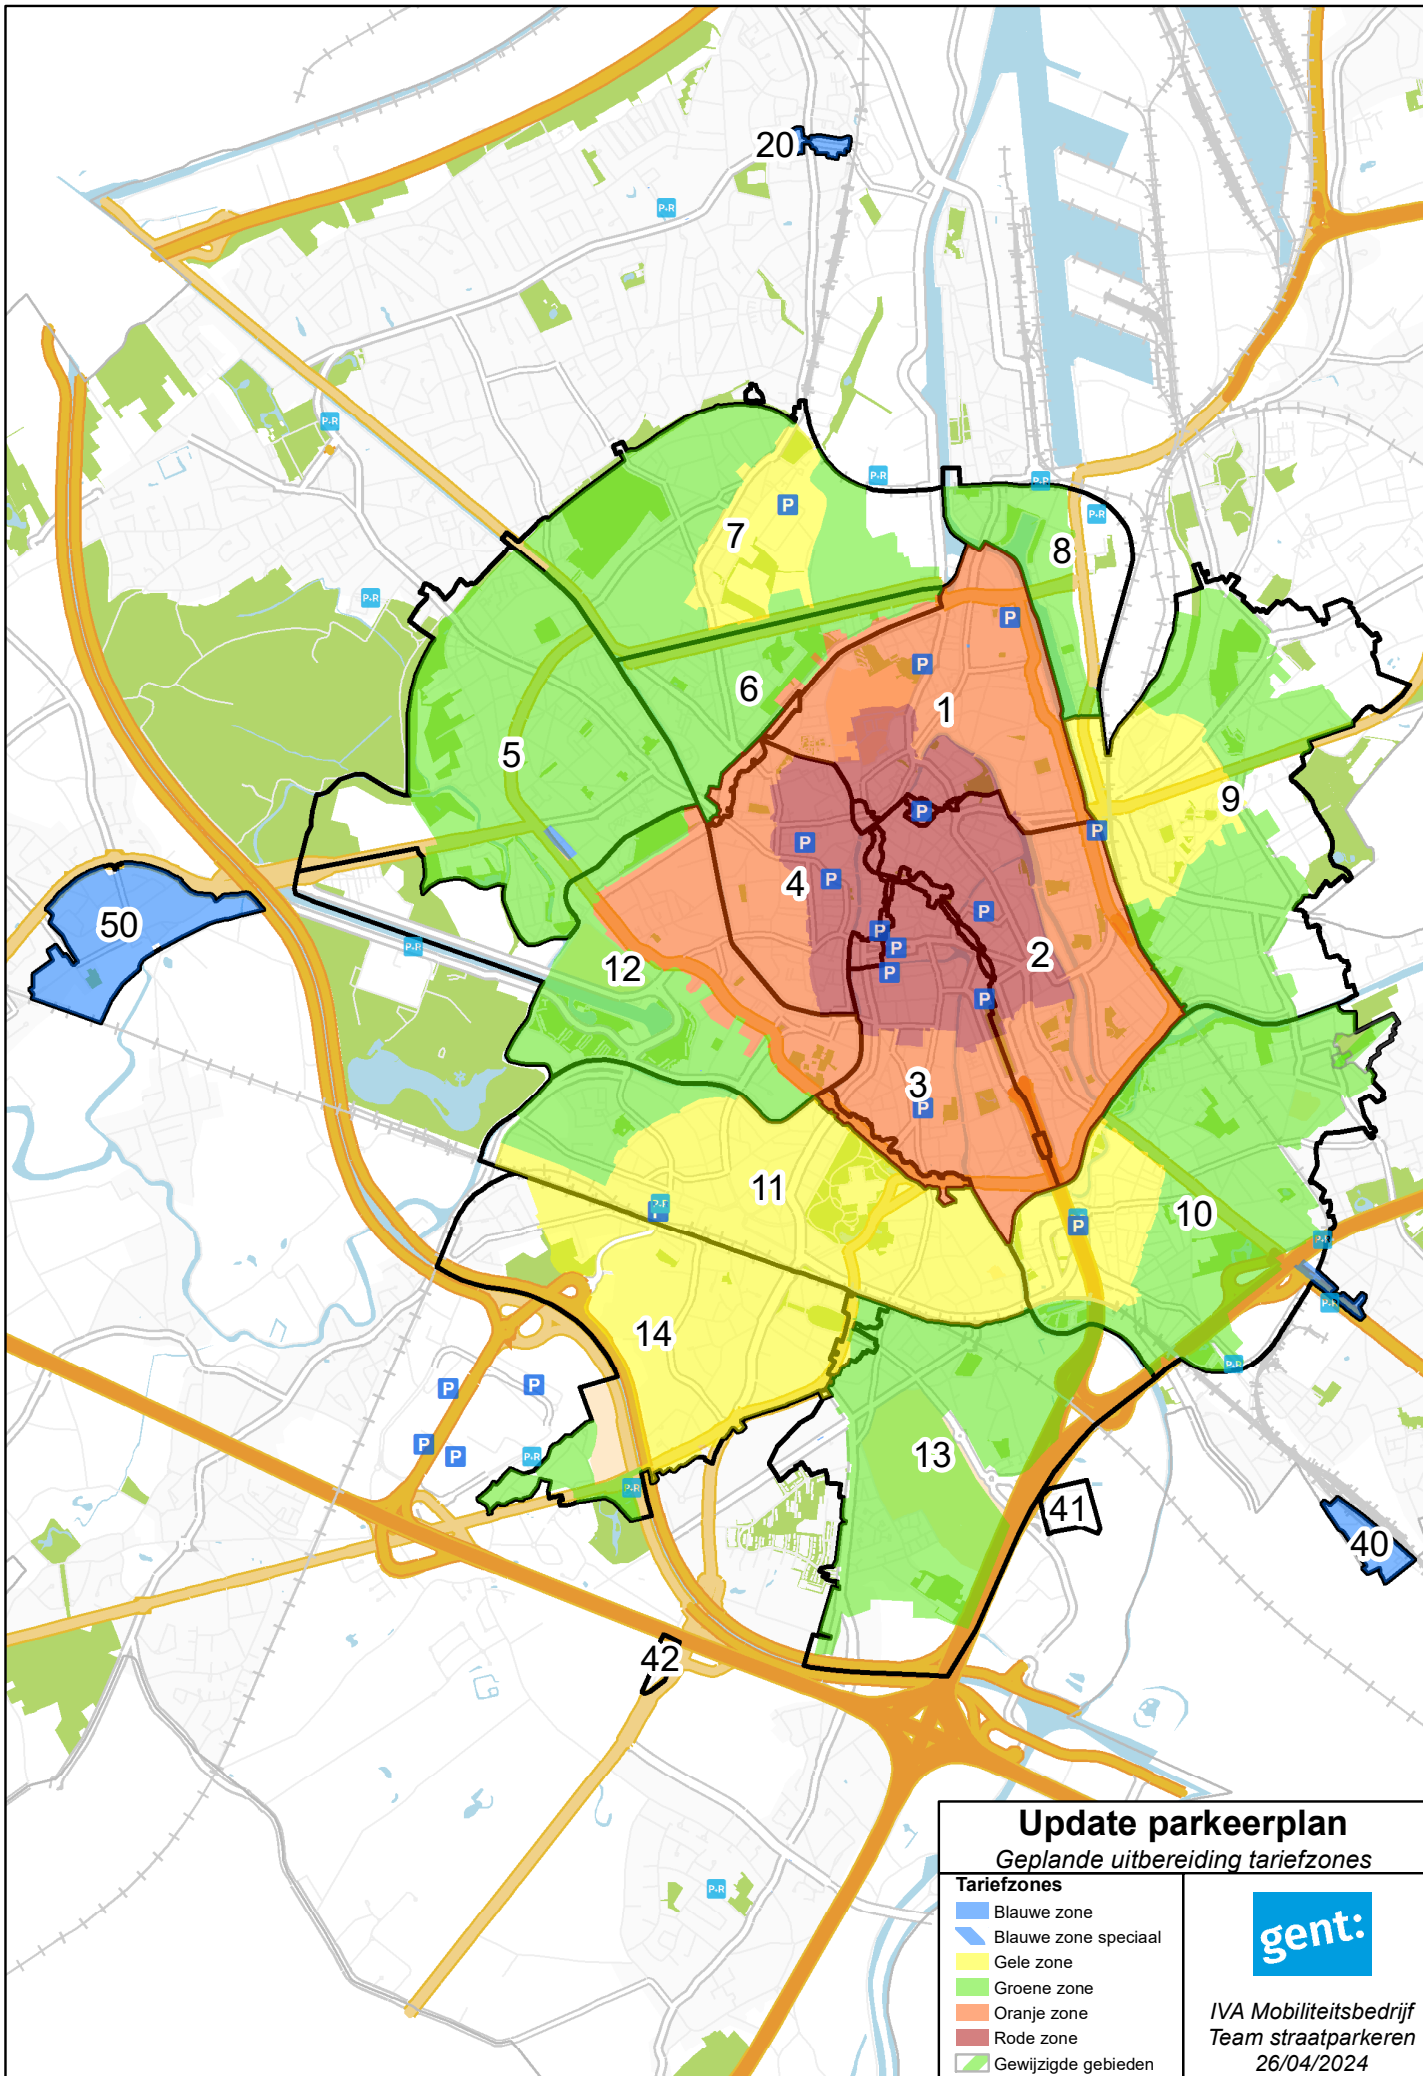 20
P+R
P+R
P+R
P+R
P+R
P
7
8
P+R
P
P
6
1
5
9
P
P
P
P
4
50
P
P
P
P
2
12
P+R
P
3
P
11
P+R
P
10
P
P+R
P+R
14
P+R
P
P
P
P
P+R
P+R
13
41
40
42
P+R
Update parkeerplan
Geplande uitbereiding tariefzones
Tariefzones
Blauwe zone
Blauwe zone speciaal
Gele zone
Groene zone
Oranje zone
Rode zone
Gewijzigde gebieden
gent:
IVA Mobiliteitsbedrijf
Team straatparkeren
26/04/2024